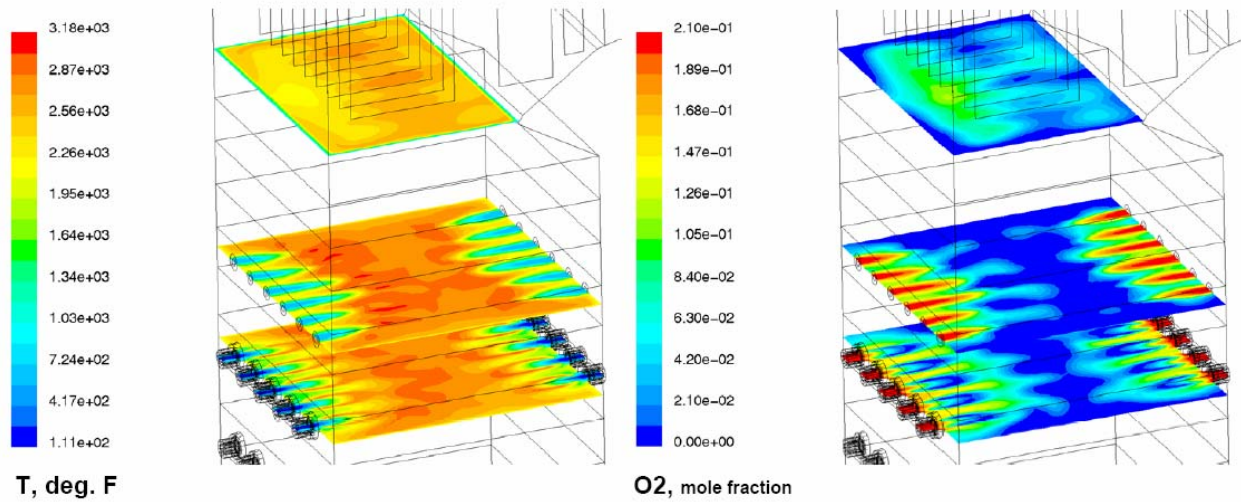 3.18e+03
2.87e+03
2.56e+03
2.26e+03
1.95e+03
1.64e+03
1.34e+03
1.03e+03
7.24e+02
4.17e+02
1.11e+02
T, deg. F
2.10e-01
1.89e-01
1.68e-01
1.47e-01
1.26e-01
1.05e-01
8.40e-02
6.30e-02
4.20e-02
2.10e-02
0.00e+00
O2, mole fraction